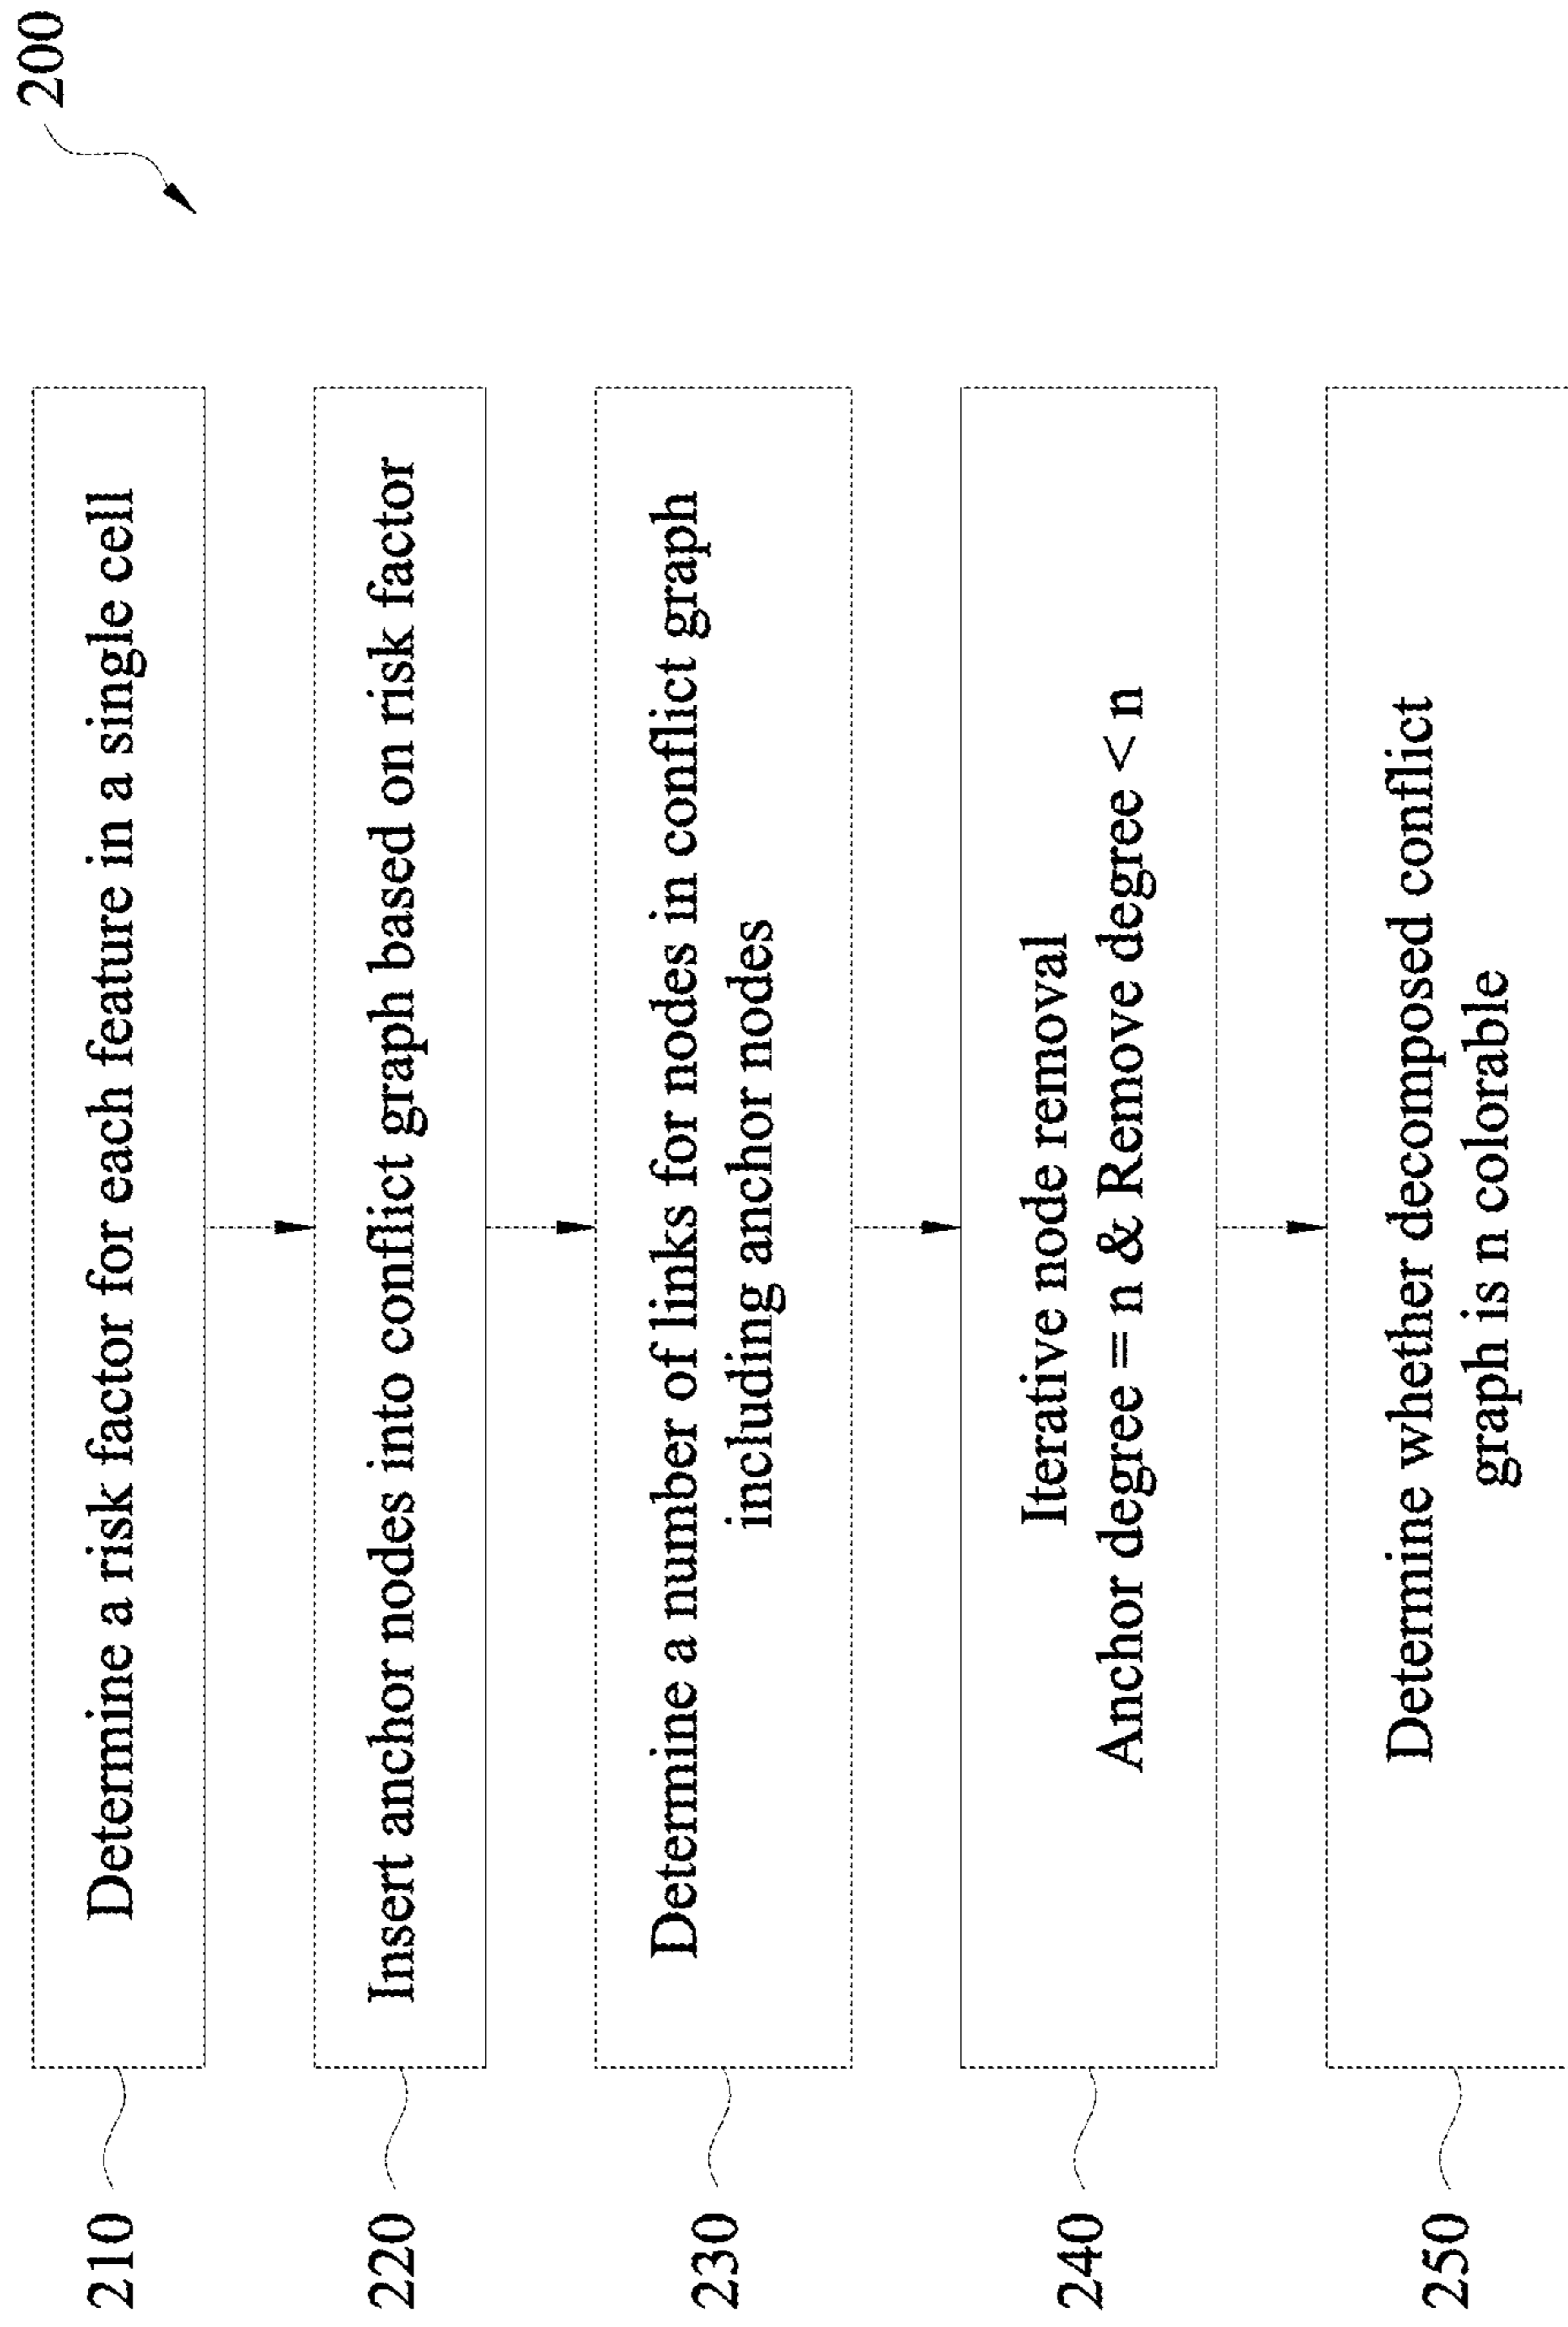 200
210
Determine a risk factor for each feature in a single cell
220
Insert anchor nodes into conflict graph based on risk factor
230
Determine a number of links for nodes in conflict graph
including anchor nodes
240
Iterative node removal
Anchor degree = n & Remove degree < n
250
Determine whether decomposed conflict
graph is n colorable